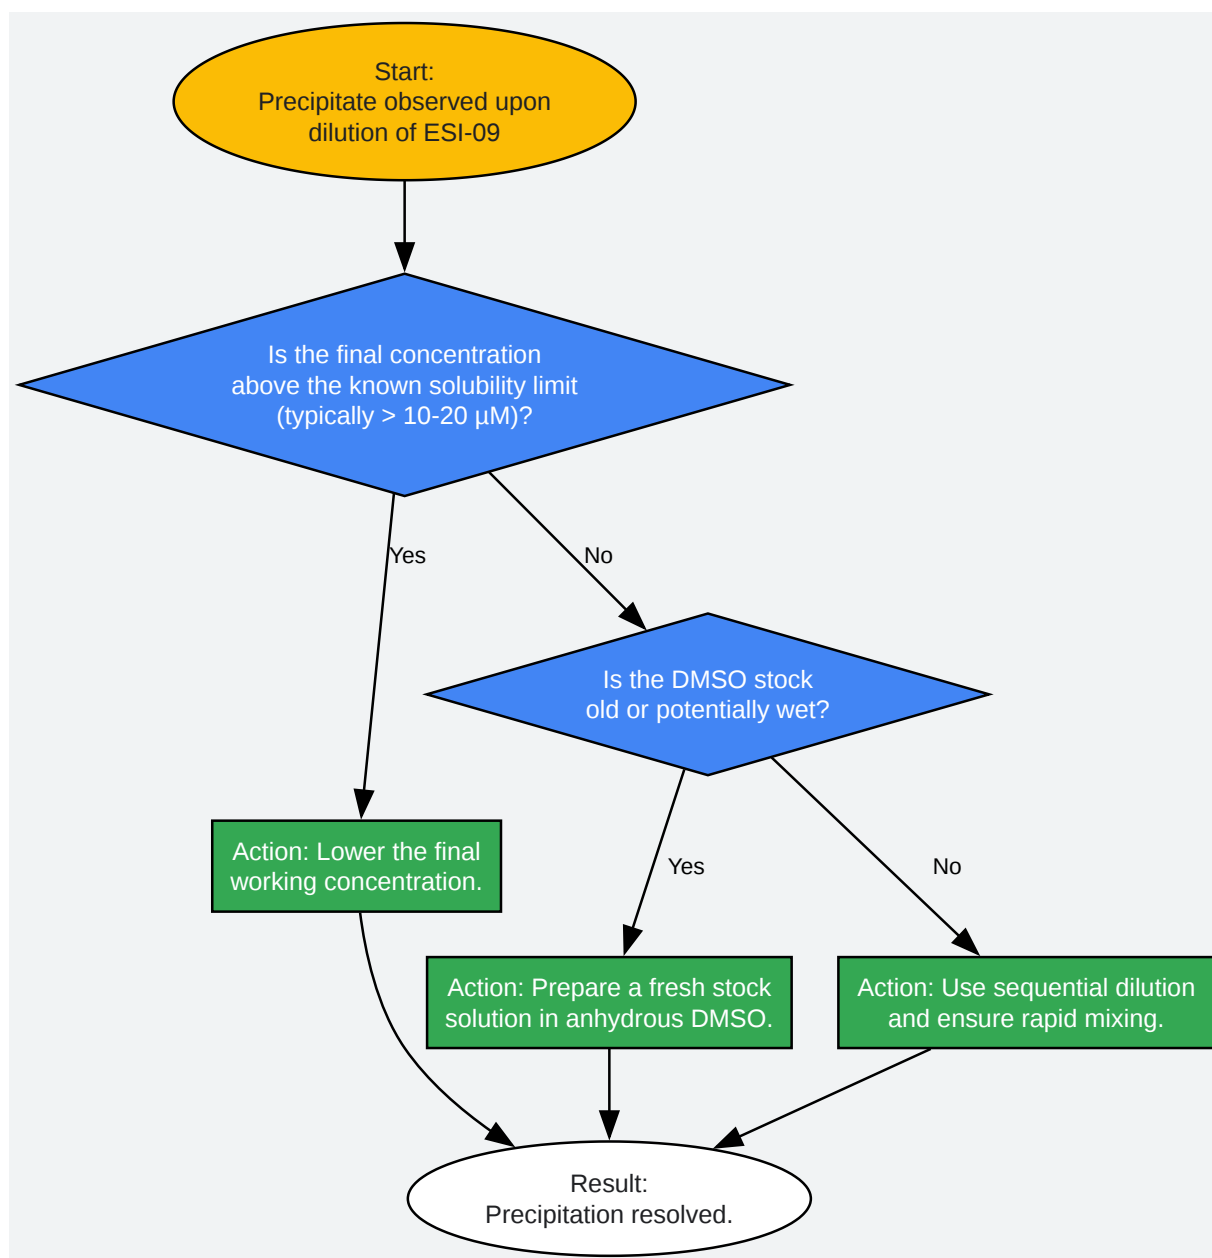 Start:
Precipitate observed upon
dilution of ESI-09
Is the final concentration
above the known solubility limit
(typically > 10-20 µM)?
Yes
No
Is the DMSO stock
old or potentially wet?
Action: Lower the final
working concentration.
Yes
No
Action: Prepare a fresh stock
solution in anhydrous DMSO.
Action: Use sequential dilution
and ensure rapid mixing.
Result:
Precipitation resolved.